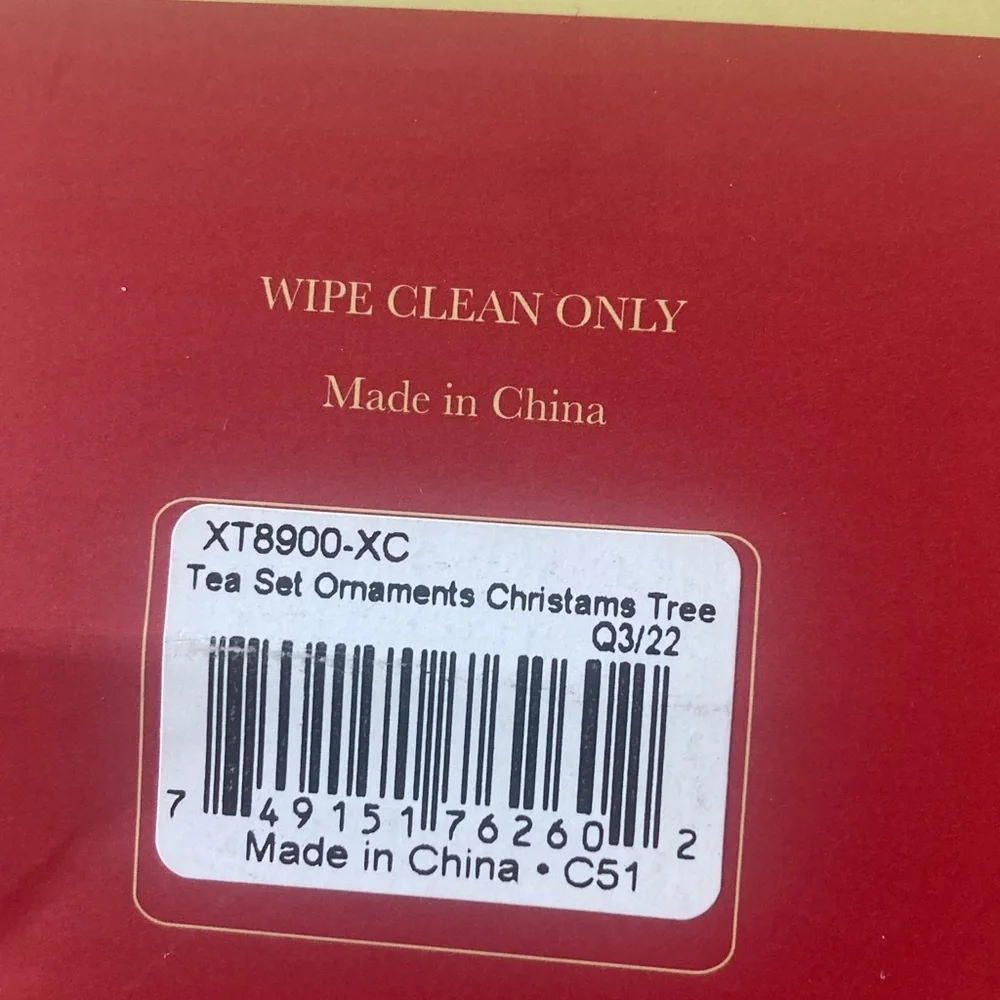 WIPE CLEAN ONLY
Made in China
XT8900-XC
Tea Set Ornaments Christams Tree
Q3/22
7 49151 76260 2
Made in China • C51